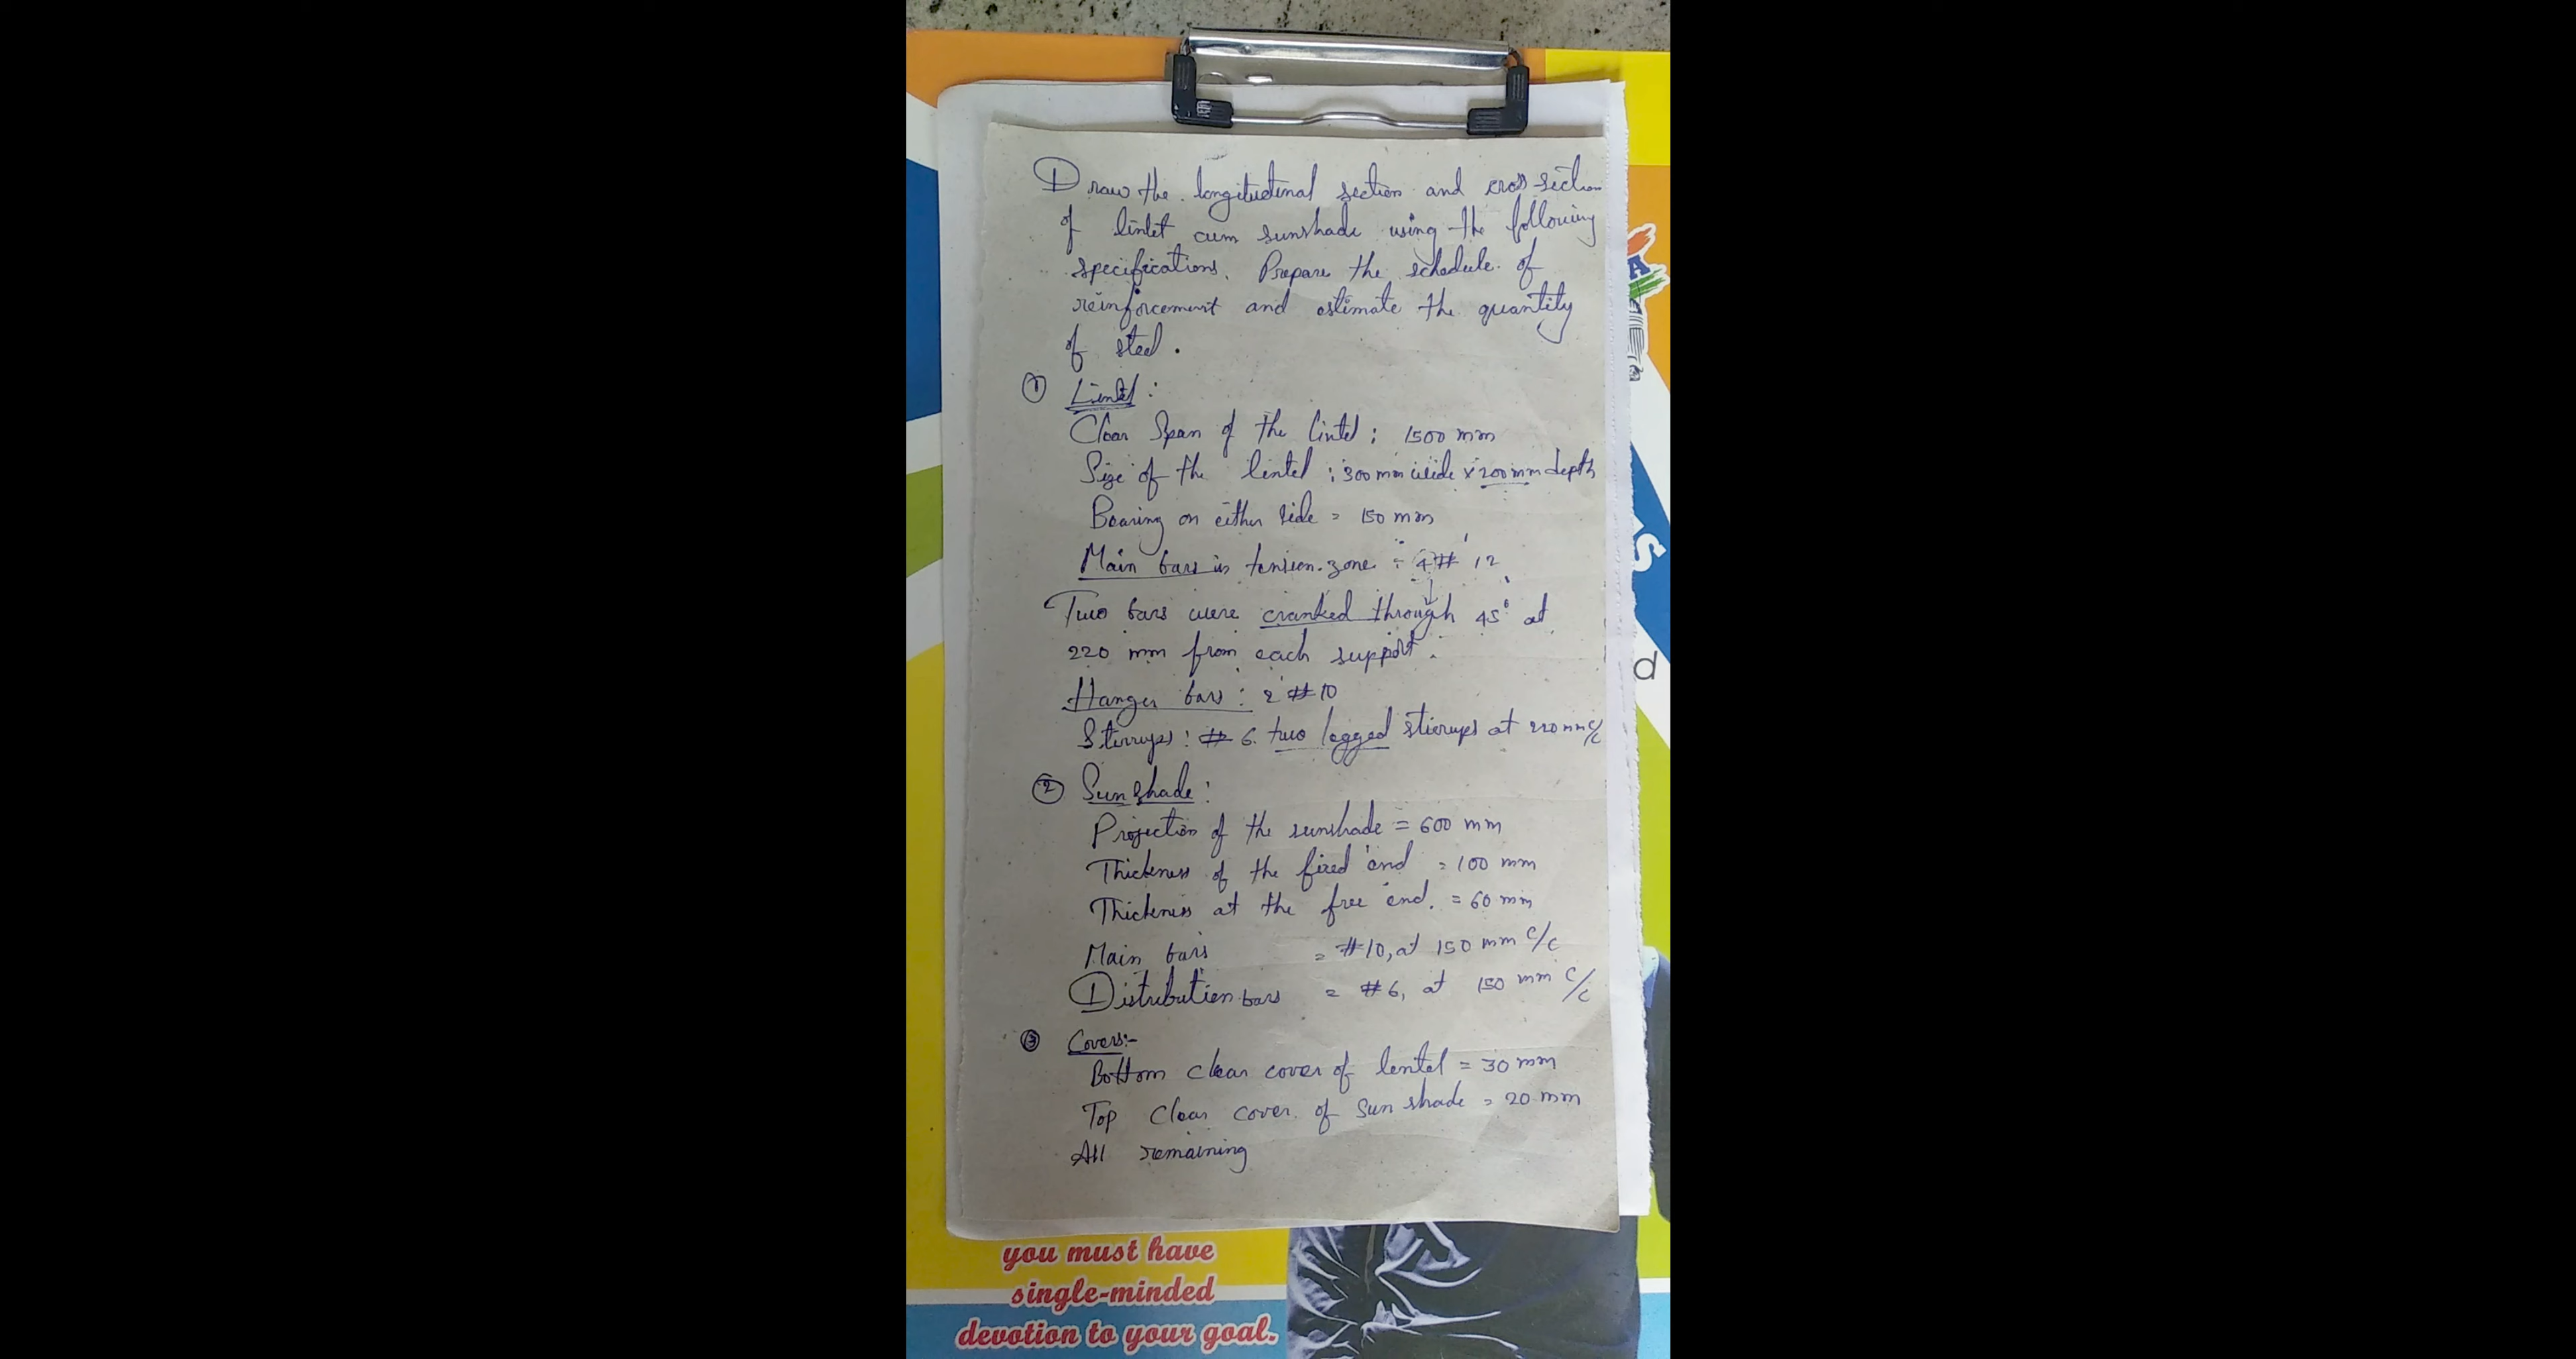 Draw the longitudinal section and cross section
of lintel cum sunshade using the following
specifications. Prepare the schedule of
reinforcement and estimate the quantity
of steel.
① Lintel:
Clear Span of the lintel: 1500 mm
Size of the lentel: 300 mm wide x 200 mm depth
Bearing on either side = 150 mm
Main bars in tension zone: 4# 12
Two bars were cranked through 45° at
220 mm from each support.
Hanger bars: 2 #10
Stirrups: # 6 two legged stirrups at 220 mm c/c
② Sunshade:
Projection of the sunshade = 600 mm
Thickness of the fixed end = 100 mm
Thickness at the free end. = 60 mm
Main bars = #10, at 150 mm c/c
Distribution bars = #6, at 150 mm c/c
③ Covers:-
Bottom clear cover of lentel = 30 mm
Top clear cover of sun shade = 20 mm
All remaining
A
S
d
you must have
single-minded
devotion to your goal.